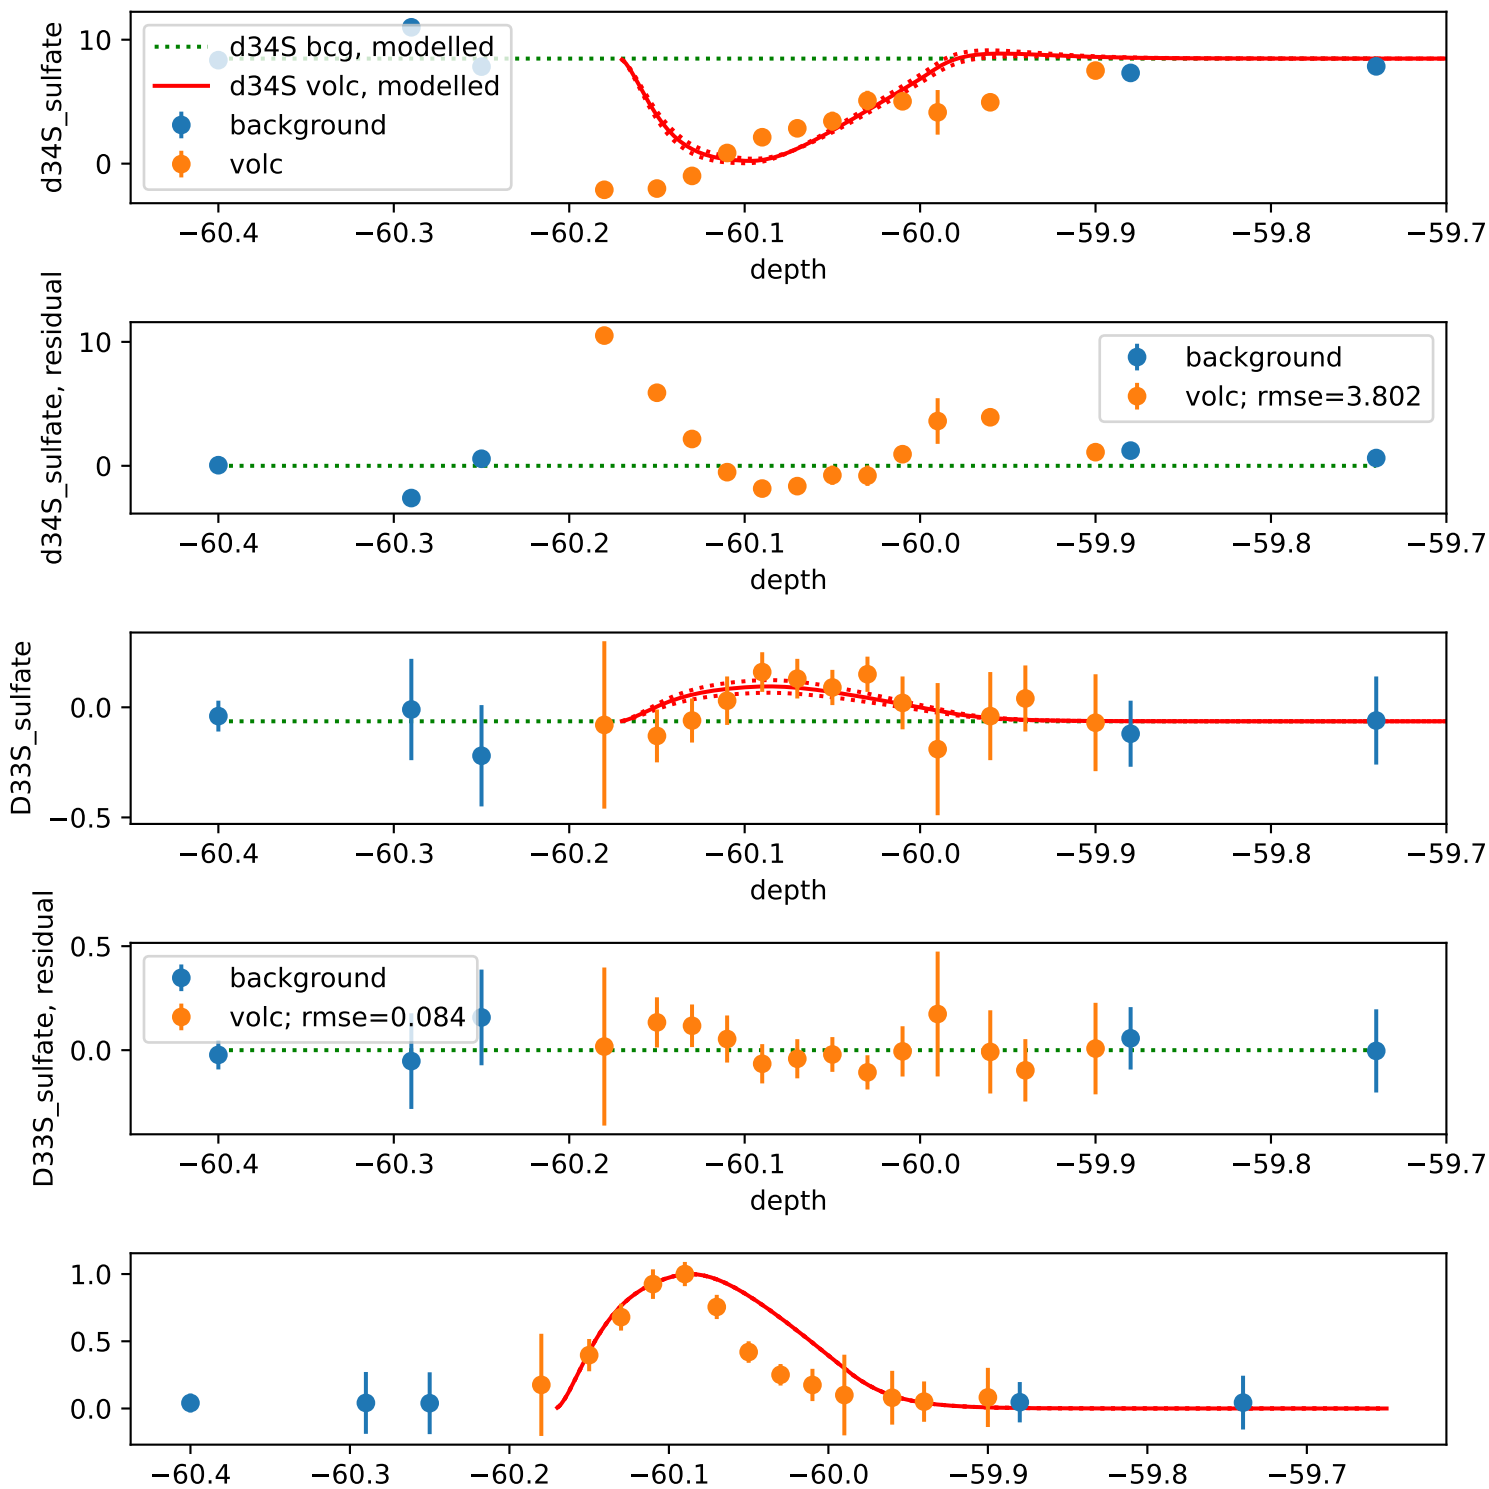 d34S_sulfate
10
0
d34S bcg, modelled
d34S volc, modelled
background
volc
−60.4 −60.3 −60.2 −60.1 −60.0 −59.9 −59.8 −59.7
depth
d34S_sulfate, residual
10
0
background
volc; rmse=3.802
−60.4 −60.3 −60.2 −60.1 −60.0 −59.9 −59.8 −59.7
depth
D33S_sulfate
0.0
−0.5
−60.4 −60.3 −60.2 −60.1 −60.0 −59.9 −59.8 −59.7
depth
D33S_sulfate, residual
0.5
0.0
background
volc; rmse=0.084
−60.4 −60.3 −60.2 −60.1 −60.0 −59.9 −59.8 −59.7
depth
1.0
0.5
0.0
−60.4 −60.3 −60.2 −60.1 −60.0 −59.9 −59.8 −59.7